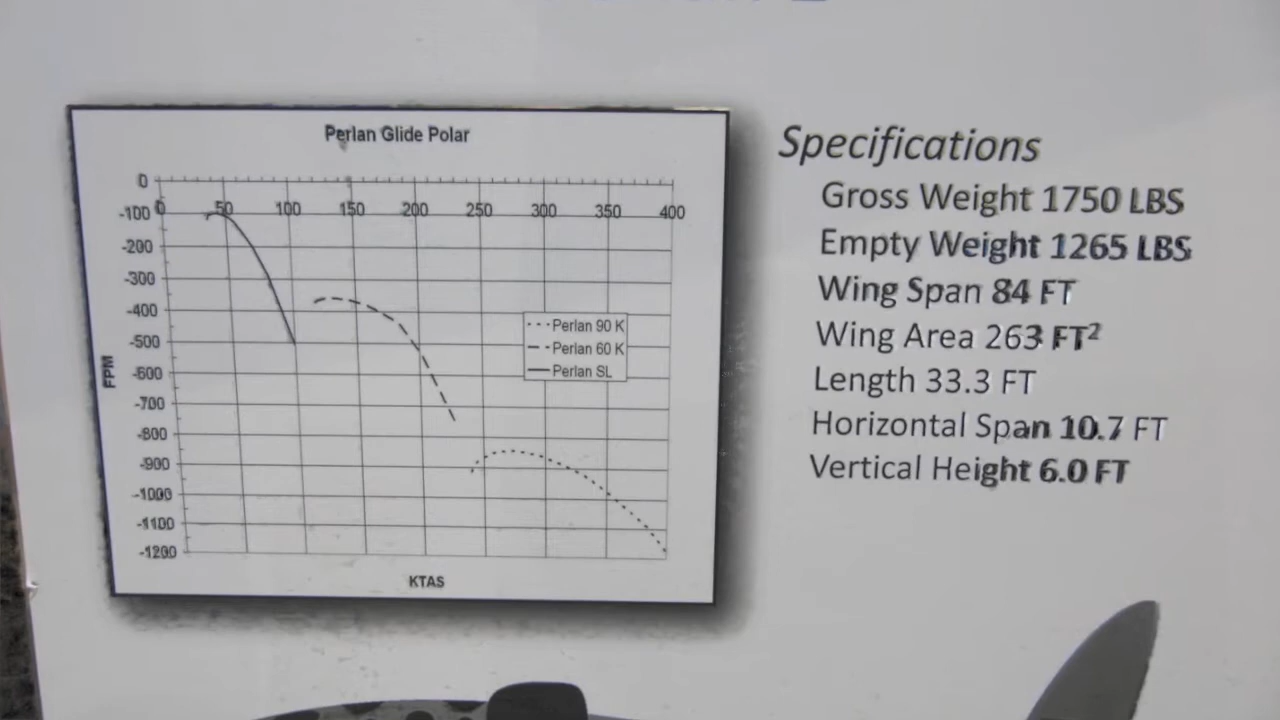 Perlan Glide Polar
0
-100
-200
-300
-400
-500
-600
-700
-800
-900
-1000
-1100
-1200
0 50 100 150 200 250 300 350 400
FPM
KTAS
Perlan 90 K
Perlan 60 K
Perlan SL
Specifications
Gross Weight 1750 LBS
Empty Weight 1265 LBS
Wing Span 84 FT
Wing Area 263 FT²
Length 33.3 FT
Horizontal Span 10.7 FT
Vertical Height 6.0 FT